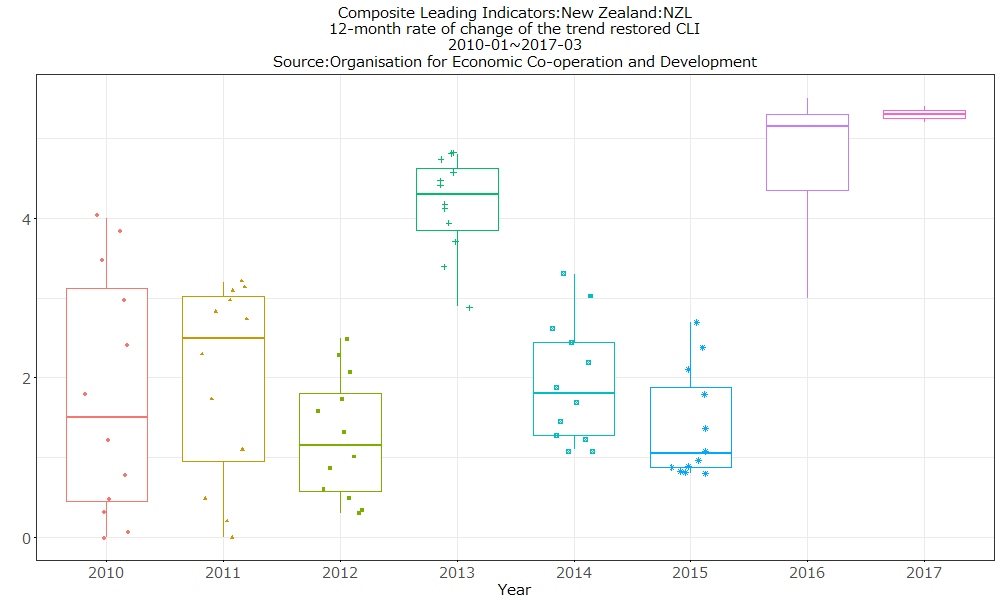 Composite Leading Indicators:New Zealand:NZL
12-month rate of change of the trend restored CLI
2010-01~2017-03
Source:Organisation for Economic Co-operation and Development
4
2
0
2010 2011 2012 2013 2014 2015 2016 2017
Year